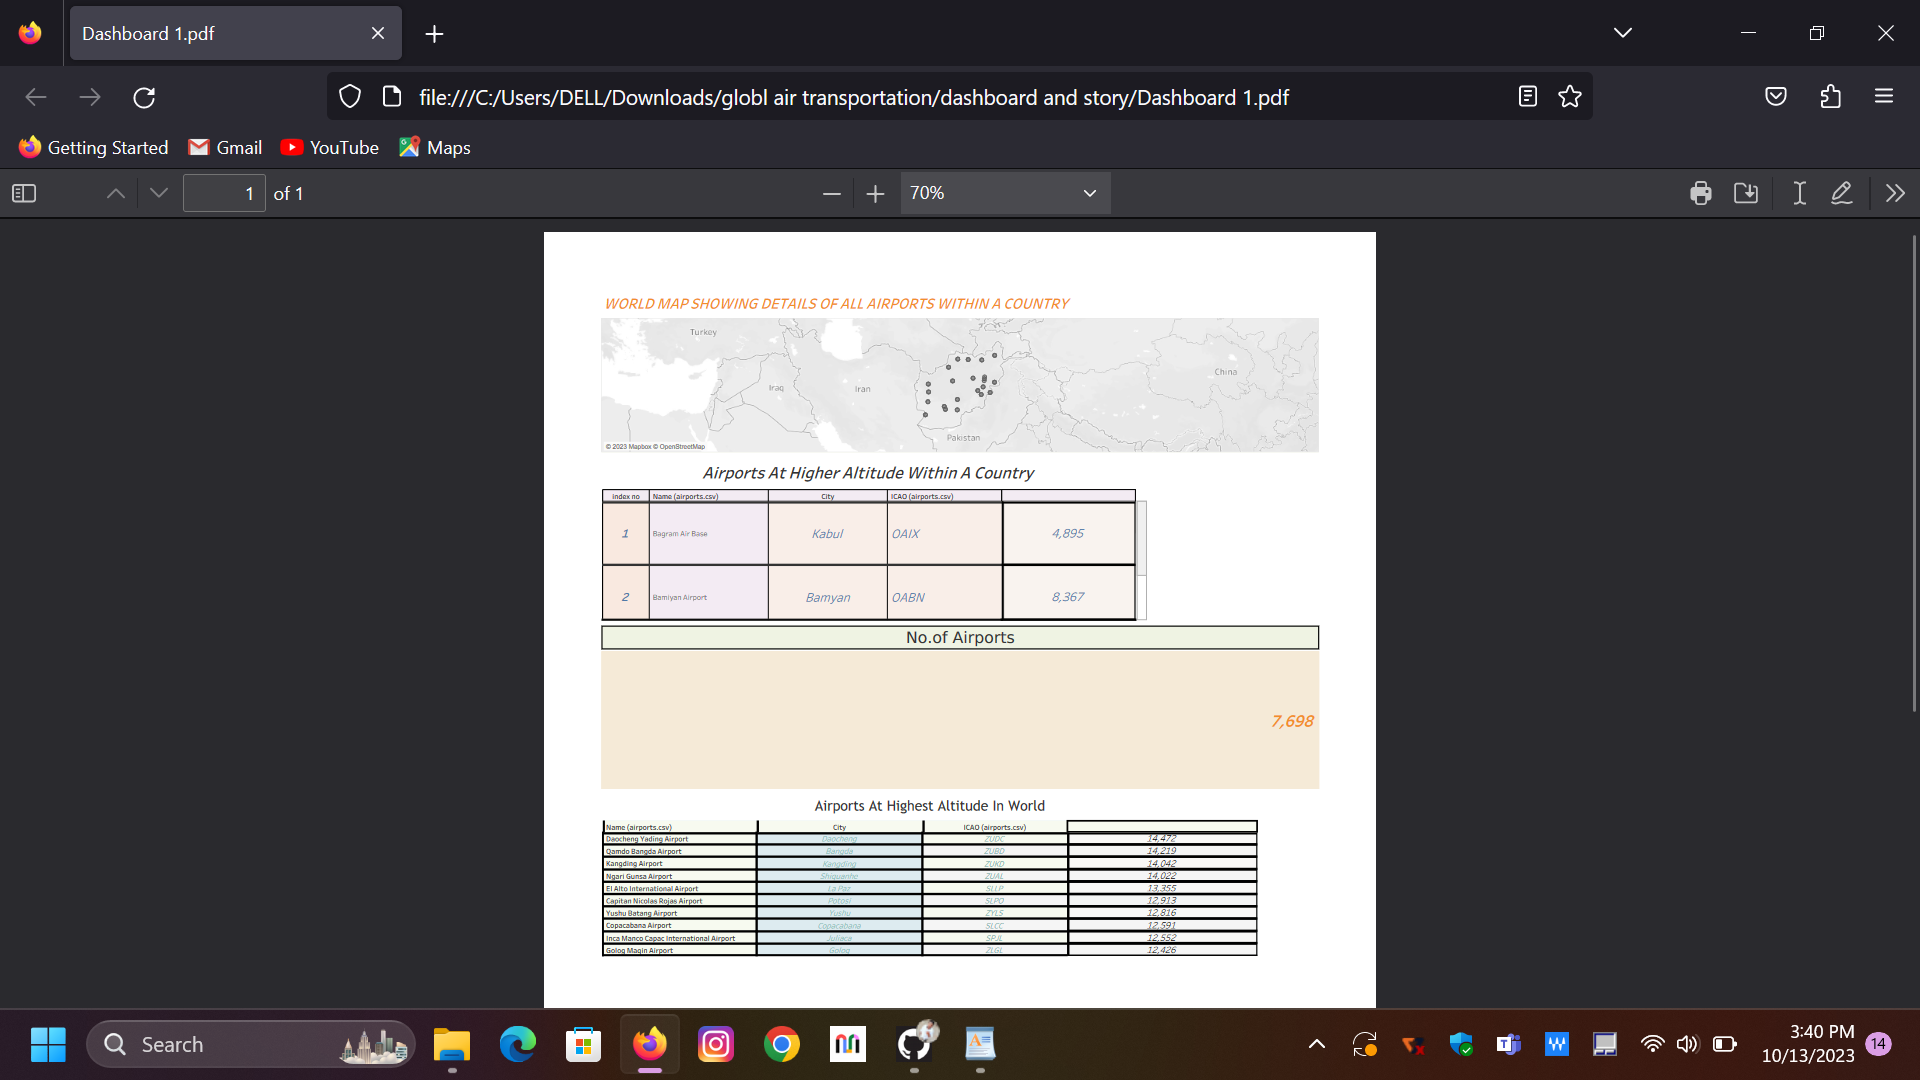 Dashboard 1.pdf
file:///C:/Users/DELL/Downloads/globl air transportation/dashboard and story/Dashboard 1.pdf
Getting Started Gmail YouTube Maps
1 of 1 70%
WORLD MAP SHOWING DETAILS OF ALL AIRPORTS WITHIN A COUNTRY
Turkey
China
Iraq Iran
Pakistan
© 2023 Mapbox © OpenStreetMap
Airports At Higher Altitude Within A Country
Index no Name (airports.csv) City ICAO (airports.csv)
1 Bagram Air Base Kabul OAIX 4,895
2 Bamiyan Airport Bamyan OABN 8,367
No.of Airports
7,698
Airports At Highest Altitude In World
Name (airports.csv) City ICAO (airports.csv)
Daocheng Yading Airport Daocheng ZUDC 14,472
Qamdo Bangda Airport Bangda ZUBD 14,219
Kangding Airport Kangding ZUKD 14,042
Ngari Gunsa Airport Shiquanhe ZUAL 14,022
El Alto International Airport La Paz SLLP 13,355
Capitan Nicolas Rojas Airport Potosi SLPO 12,913
Yushu Batang Airport Yushu ZYLS 12,816
Copacabana Airport Copacabana SLCC 12,591
Inca Manco Capac International Airport Juliaca SPJL 12,552
Golog Maqin Airport Golog ZLGL 12,426
Search
3:40 PM
10/13/2023 14